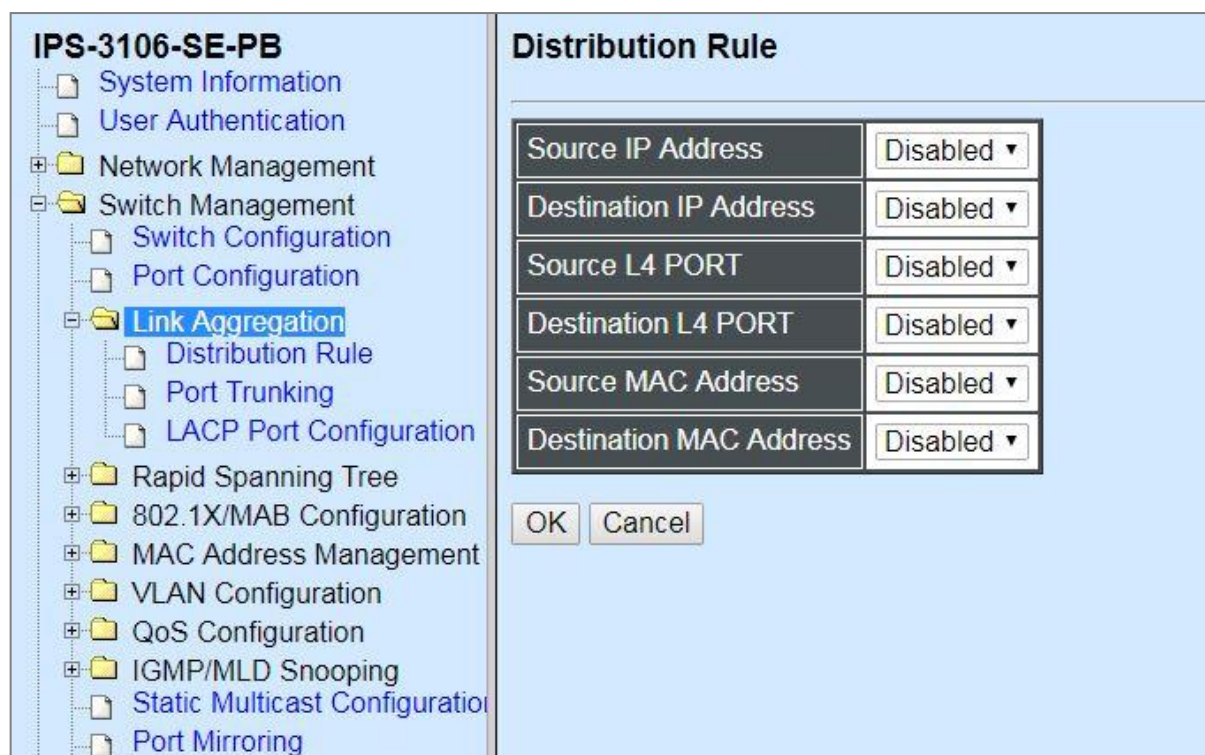 IPS-3106-SE-PB
System Information
User Authentication
Network Management
Switch Management
Switch Configuration
Port Configuration
Link Aggregation
Distribution Rule
Port Trunking
LACP Port Configuration
Rapid Spanning Tree
802.1X/MAB Configuration
MAC Address Management
VLAN Configuration
QoS Configuration
IGMP/MLD Snooping
Static Multicast Configuratio
Port Mirroring
Distribution Rule
Source IP Address Disabled
Destination IP Address Disabled
Source L4 PORT Disabled
Destination L4 PORT Disabled
Source MAC Address Disabled
Destination MAC Address Disabled
OK Cancel